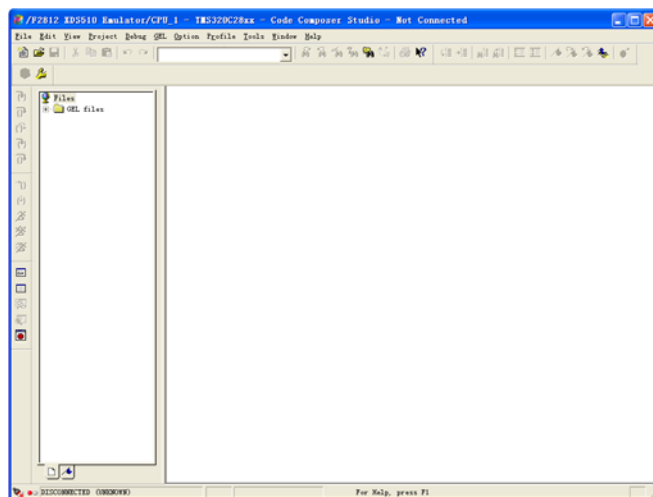 /F2812 XDS510 Emulator/CPU_1 - TMS320C28xx - Code Composer Studio - Not Connected
File Edit View Project Debug GEL Option Profile Tools Window Help
Files
GEL files
DISCONNECTED (UNKNOWN) For Help, press F1